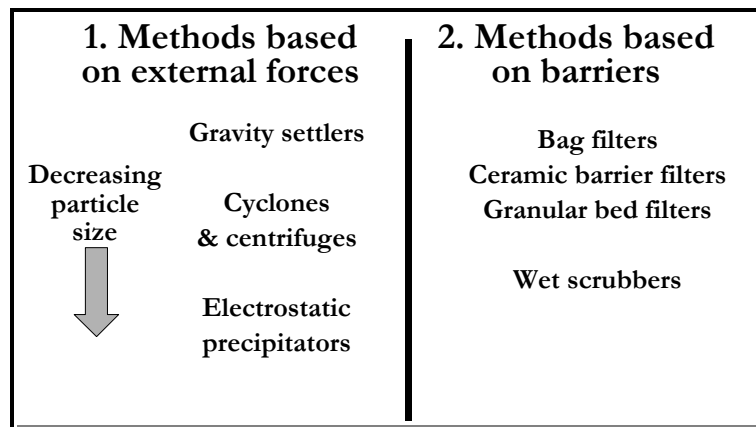 1. Methods based
on external forces
Gravity settlers
Decreasing
particle
size
Cyclones
& centrifuges
Electrostatic
precipitators
2. Methods based
on barriers
Bag filters
Ceramic barrier filters
Granular bed filters
Wet scrubbers